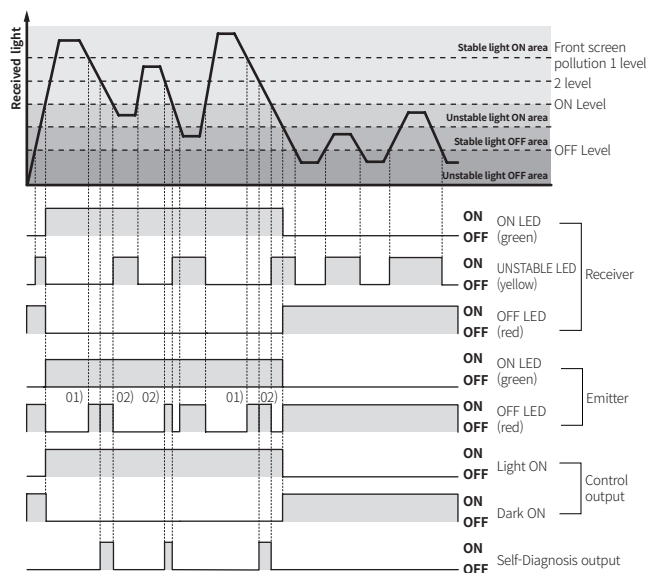 Received light
Stable light ON area
Front screen
pollution 1 level
2 level
ON Level
Unstable light ON area
Stable light OFF area
OFF Level
Unstable light OFF area
ON
OFF
ON LED
(green)
ON
OFF
UNSTABLE LED
(yellow)
Receiver
ON
OFF
OFF LED
(red)
ON
OFF
ON LED
(green)
01) 02) 02) 01) 02)
ON
OFF
OFF LED
(red)
Emitter
ON
OFF
Light ON
Control
output
ON
OFF
Dark ON
ON
OFF
Self-Diagnosis output